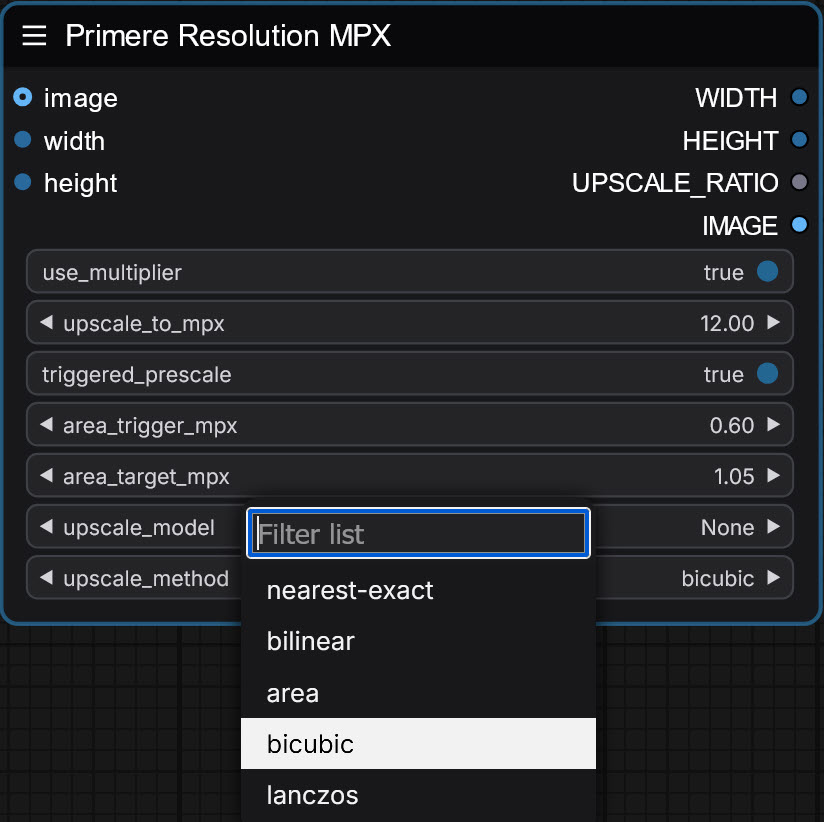 Primere Resolution MPX
image WIDTH
width HEIGHT
height UPSCALE_RATIO
IMAGE
use_multiplier true
upscale_to_mpx 12.00
triggered_prescale true
area_trigger_mpx 0.60
area_target_mpx 1.05
upscale_model None
upscale_method bicubic
Filter list
nearest-exact
bilinear
area
bicubic
lanczos